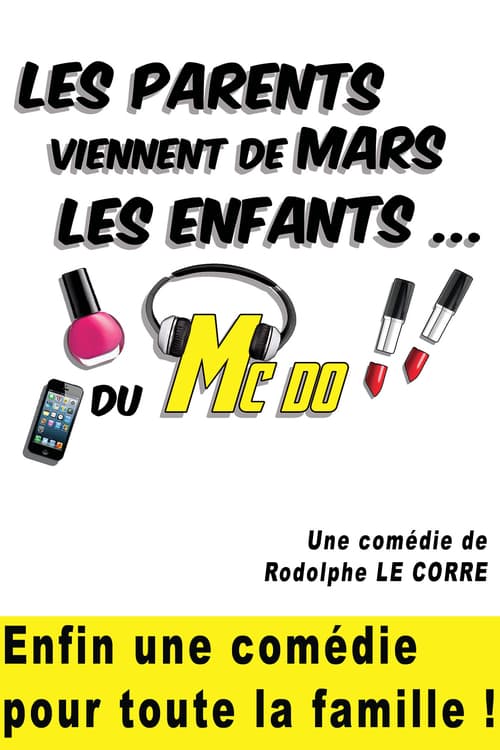 LES PARENTS
VIENNENT DE MARS
LES ENFANTS ...
DU MC DO !!
Une comédie de
Rodolphe LE CORRE
Enfin une comédie
pour toute la famille !